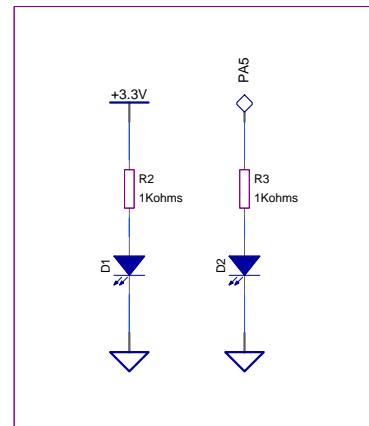 +3.3V
PA5
R2
1Kohms
R3
1Kohms
D1
D2